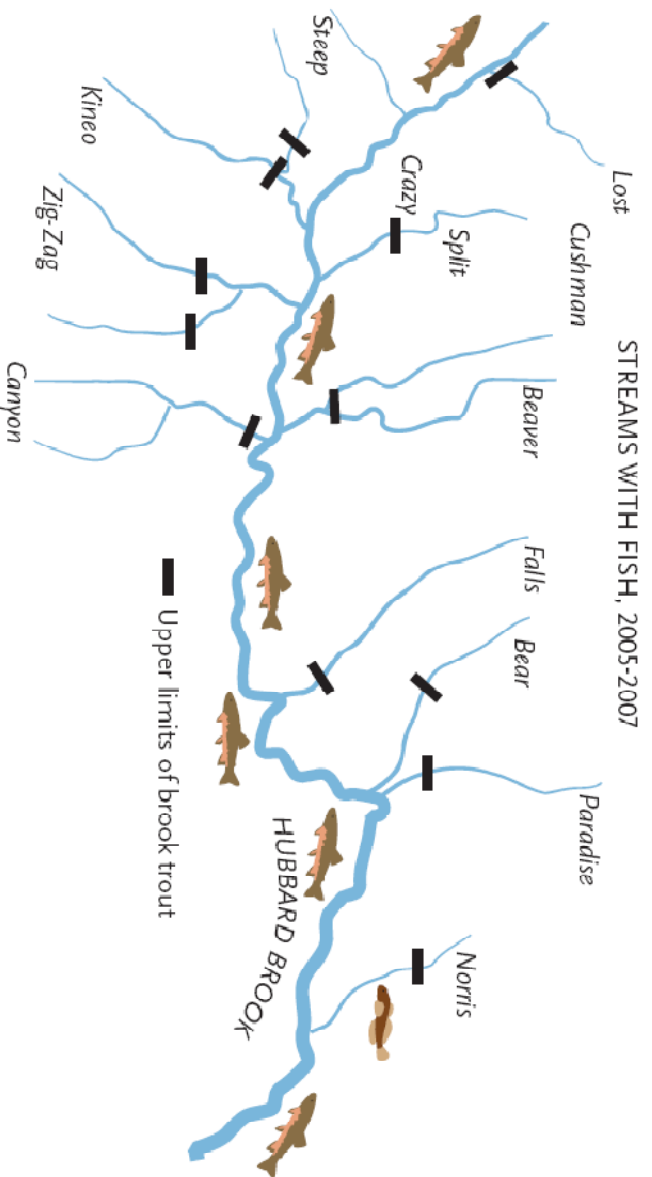 STREAMS WITH FISH, 2005-2007
Lost
Cushman
Beaver
Falls
Bear
Paradise
Norris
Split
Crazy
Steep
Kineo
Zig-Zag
Canyon
HUBBARD BROOK
Upper limits of brook trout